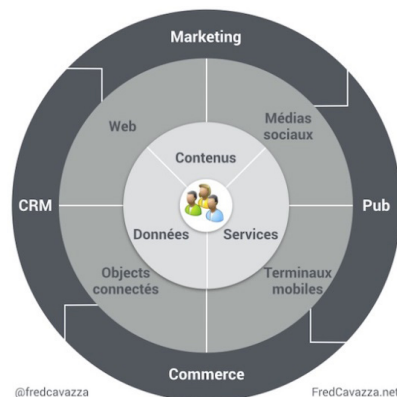 Marketing
Web
Médias
sociaux
Contenus
CRM
Pub
Données
Services
Objects
connectés
Terminaux
mobiles
Commerce
@fredcavazza
FredCavazza.net